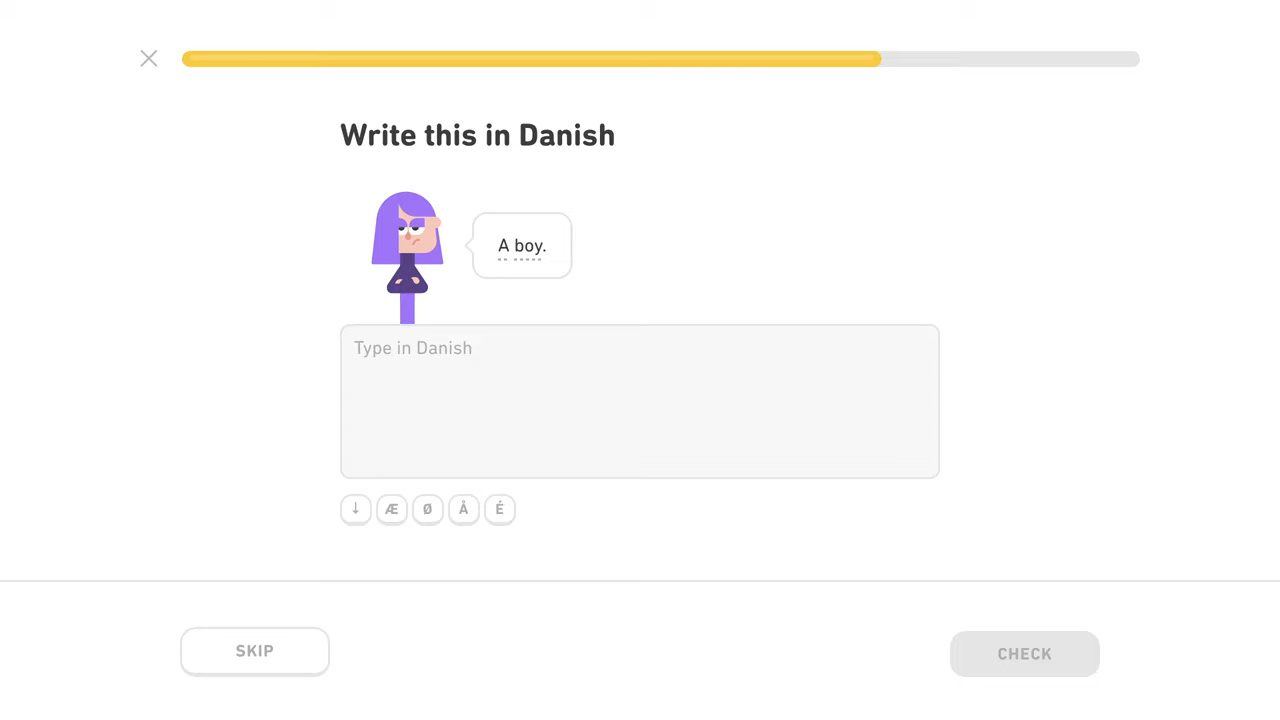 Write this in Danish
A boy.
Type in Danish
↓ Æ Ø Å É
SKIP
CHECK